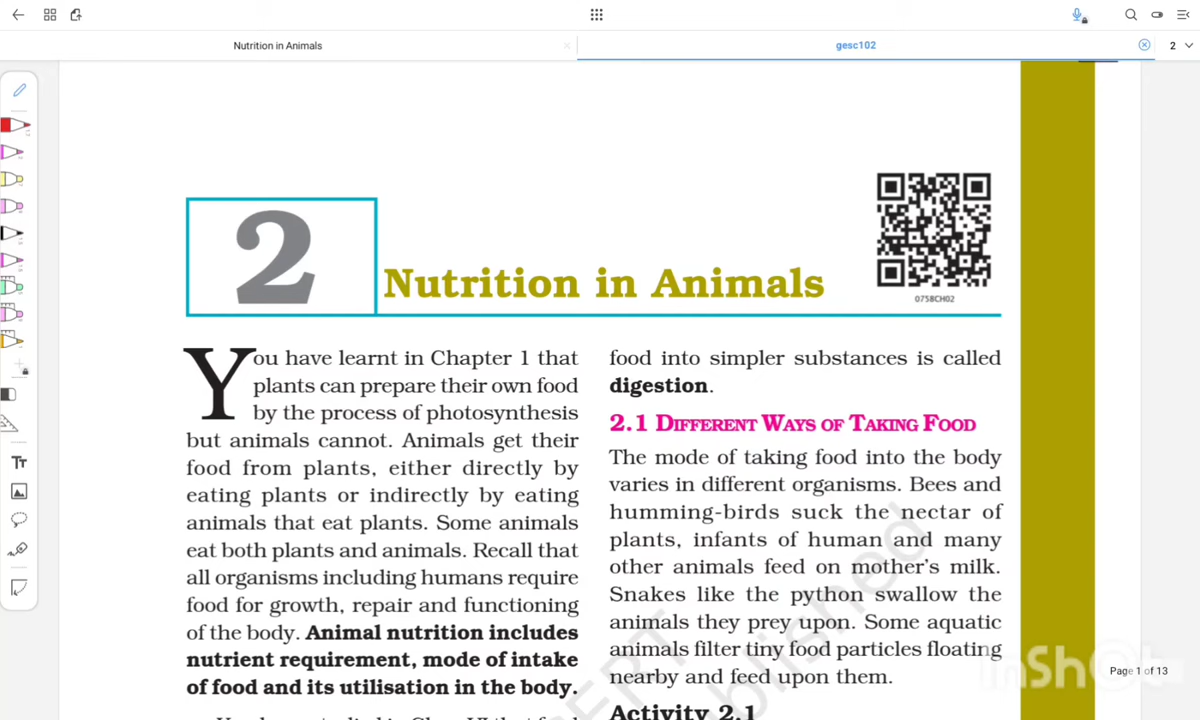 Nutrition in Animals
gesc102
2
2
Nutrition in Animals
0758CH02
You have learnt in Chapter 1 that
plants can prepare their own food
by the process of photosynthesis
but animals cannot. Animals get their
food from plants, either directly by
eating plants or indirectly by eating
animals that eat plants. Some animals
eat both plants and animals. Recall that
all organisms including humans require
food for growth, repair and functioning
of the body. Animal nutrition includes
nutrient requirement, mode of intake
of food and its utilisation in the body.
food into simpler substances is called
digestion.
2.1 Different Ways of Taking Food
The mode of taking food into the body
varies in different organisms. Bees and
humming-birds suck the nectar of
plants, infants of human and many
other animals feed on mother's milk.
Snakes like the python swallow the
animals they prey upon. Some aquatic
animals filter tiny food particles floating
nearby and feed upon them.
Activity 2.1
Tт
InShOt
Page 1 of 13